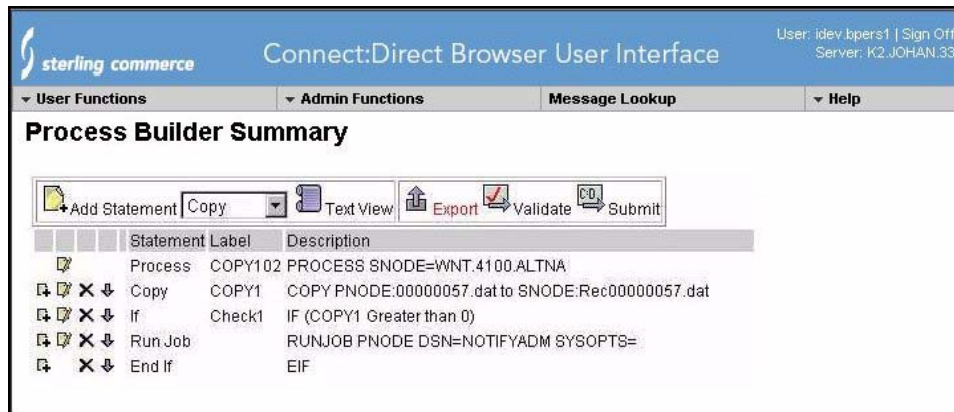 User: idev.bpers1 | Sign Off
sterling commerce
Connect:Direct Browser User Interface
Server: K2.JOHAN.33
User Functions
Admin Functions
Message Lookup
Help
Process Builder Summary
Add Statement Copy Text View Export Validate C:D. Submit
Statement Label Description
Process COPY102 PROCESS SNODE=WNT.4100.ALTNA
Copy COPY1 COPY PNODE:00000057.dat to SNODE:Rec00000057.dat
If Check1 IF (COPY1 Greater than 0)
Run Job RUNJOB PNODE DSN=NOTIFYADM SYSOPTS=
End If EIF